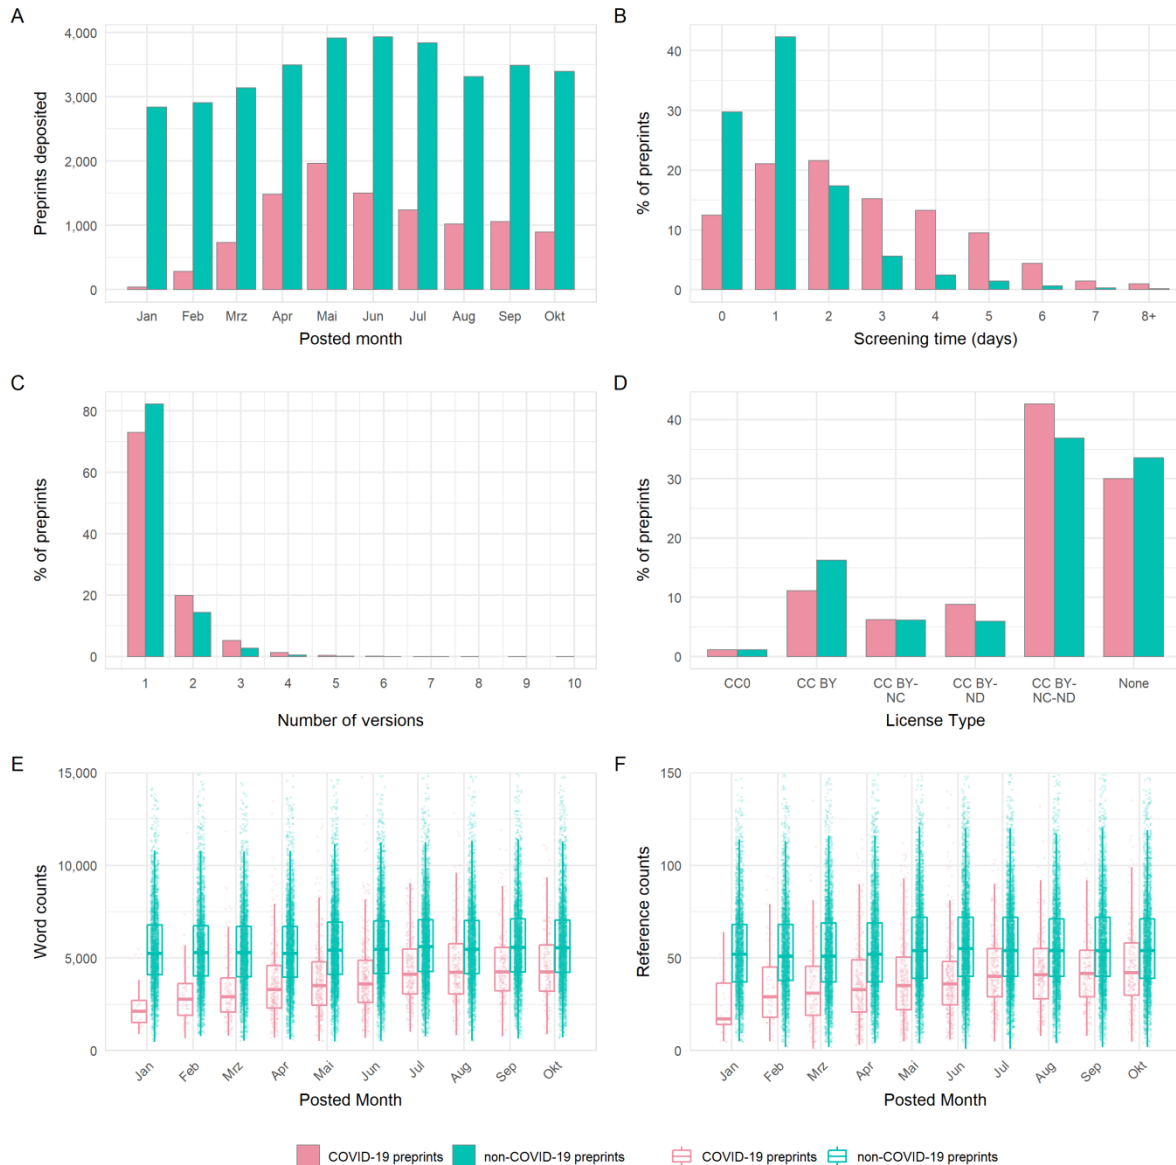 A
Preprints deposited
4,000
3,000
2,000
1,000
0
Jan Feb Mrz Apr Mai Jun Jul Aug Sep Okt
Posted month
B
% of preprints
40
30
20
10
0
0 1 2 3 4 5 6 7 8+
Screening time (days)
C
% of preprints
80
60
40
20
0
1 2 3 4 5 6 7 8 9 10
Number of versions
D
% of preprints
40
30
20
10
0
CC0 CC BY CC BY- CC BY- CC BY- None
NC ND NC-ND
License Type
E
Word counts
15,000
10,000
5,000
0
Jan Feb Mrz Apr Mai Jun Jul Aug Sep Okt
Posted Month
F
Reference counts
150
100
50
0
Jan Feb Mrz Apr Mai Jun Jul Aug Sep Okt
Posted Month
COVID-19 preprints non-COVID-19 preprints COVID-19 preprints non-COVID-19 preprints